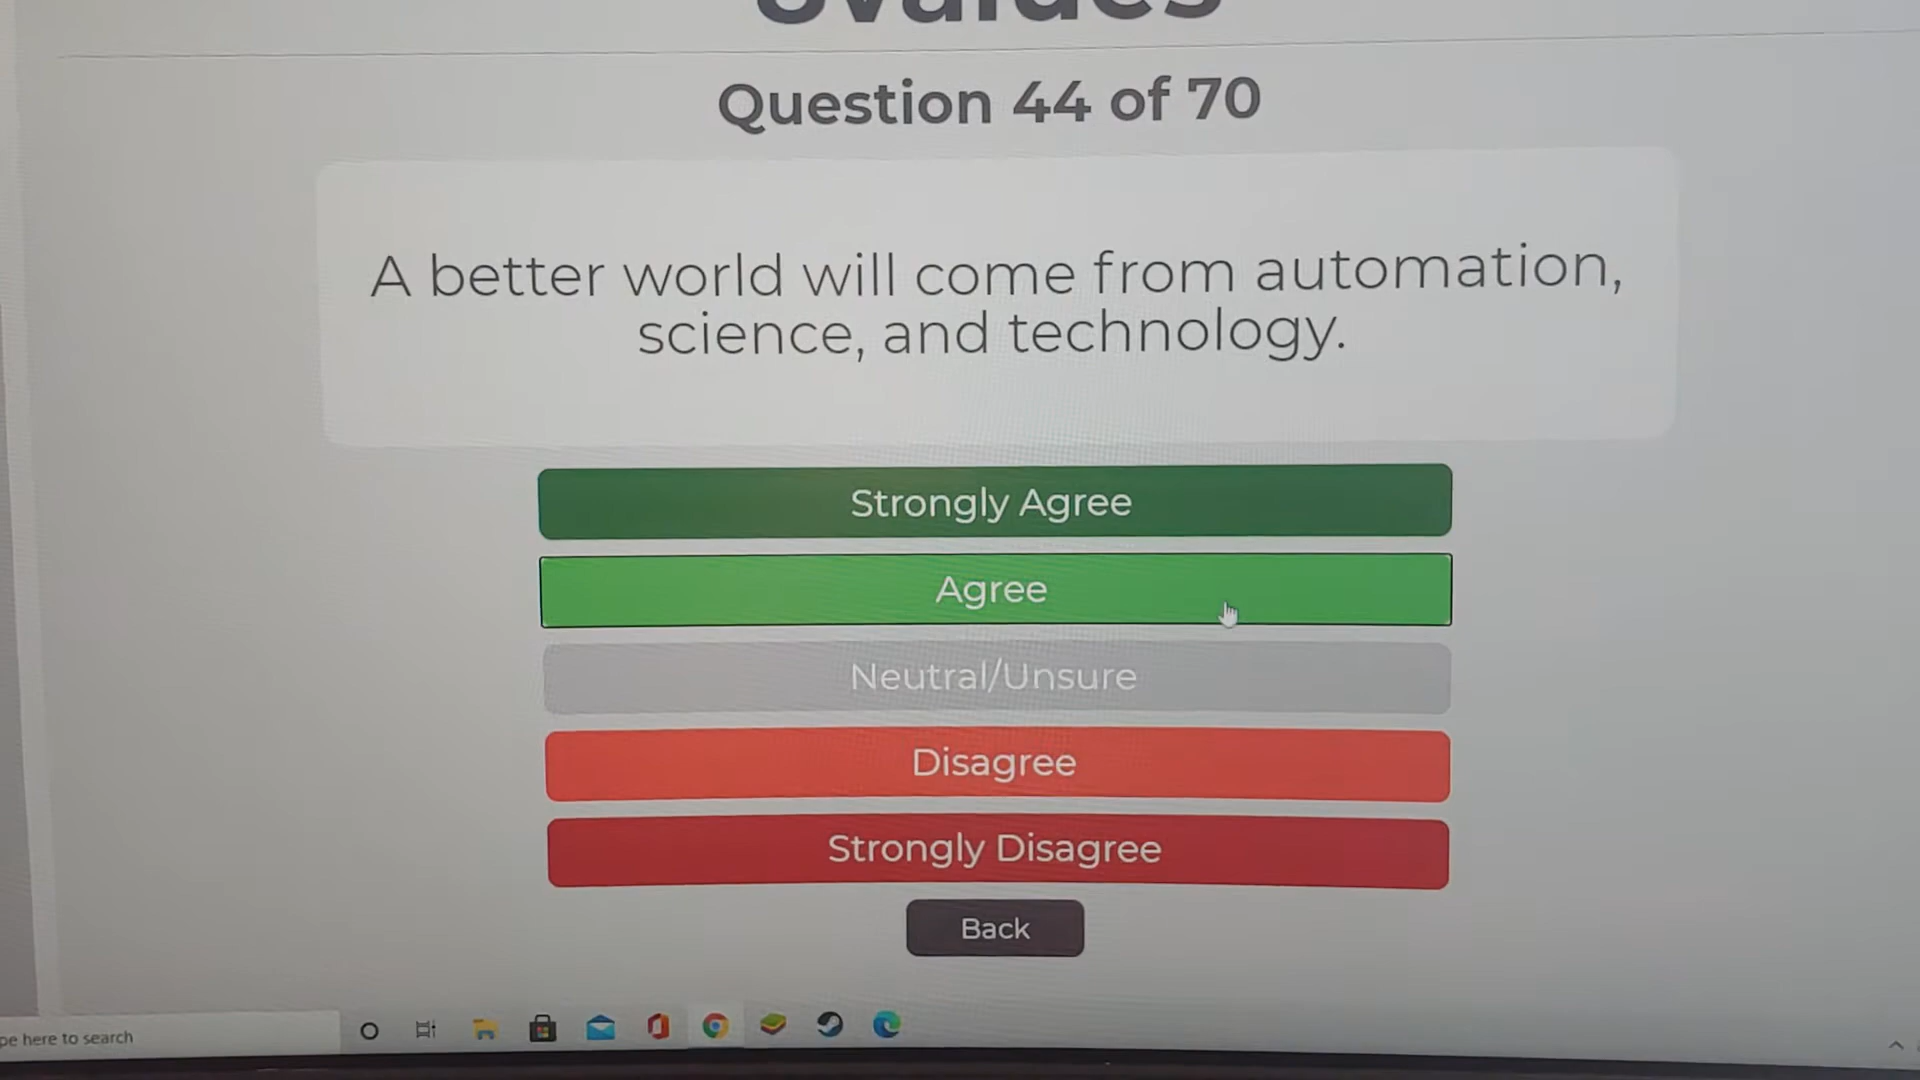 8values
Question 44 of 70
A better world will come from automation,
science, and technology.
Strongly Agree
Agree
Neutral/Unsure
Disagree
Strongly Disagree
Back
pe here to search